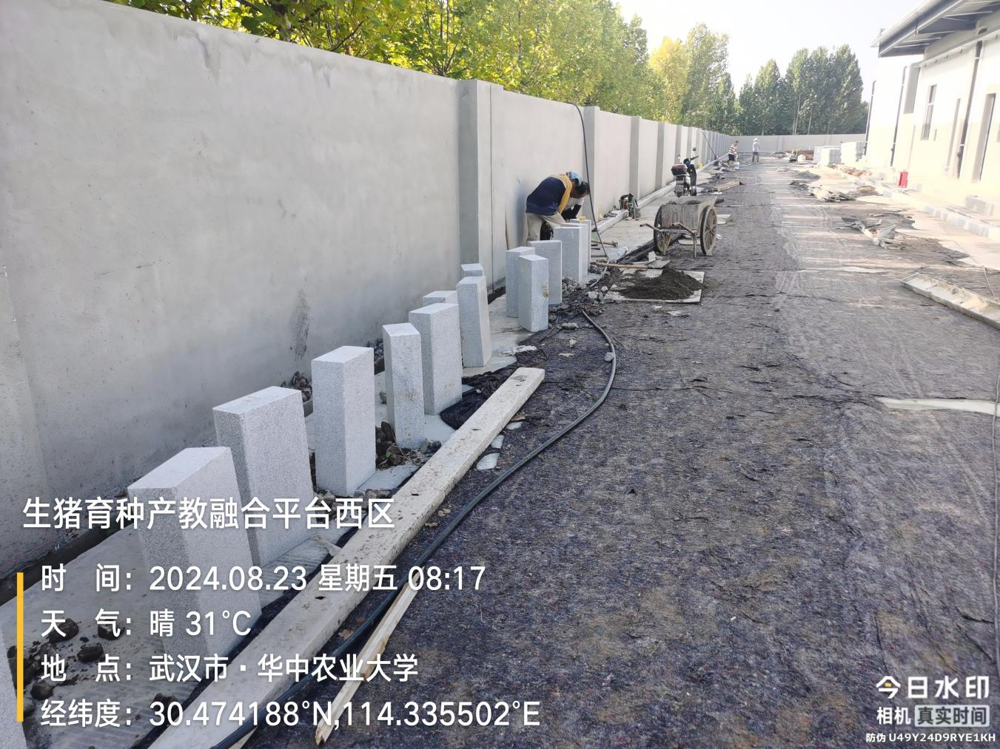 生猪育种产教融合平台西区
时 间：2024.08.23 星期五 08:17
天 气：晴 31°C
地 点：武汉市·华中农业大学
经纬度：30.474188°N,114.335502°E
今日水印
相机 真实时间
防伪 U49Y24D9RYE1KH